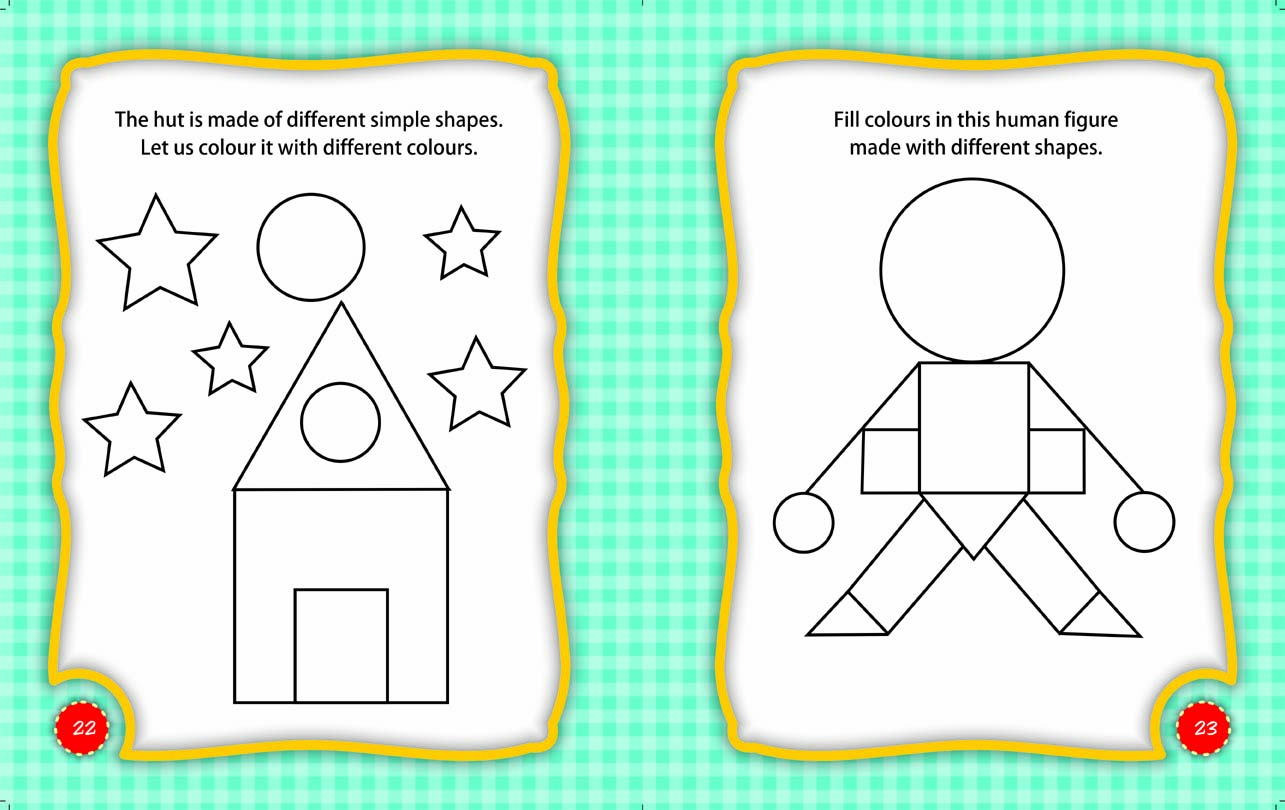 The hut is made of different simple shapes.
Let us colour it with different colours.
22
Fill colours in this human figure
made with different shapes.
23